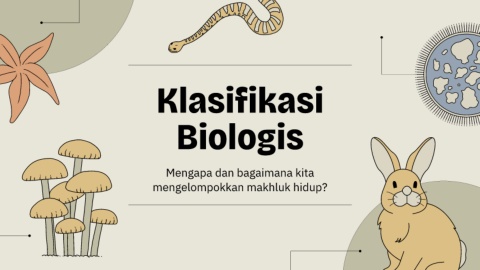 Klasifikasi
Biologis
Mengapa dan bagaimana kita
mengelompokkan makhluk hidup?